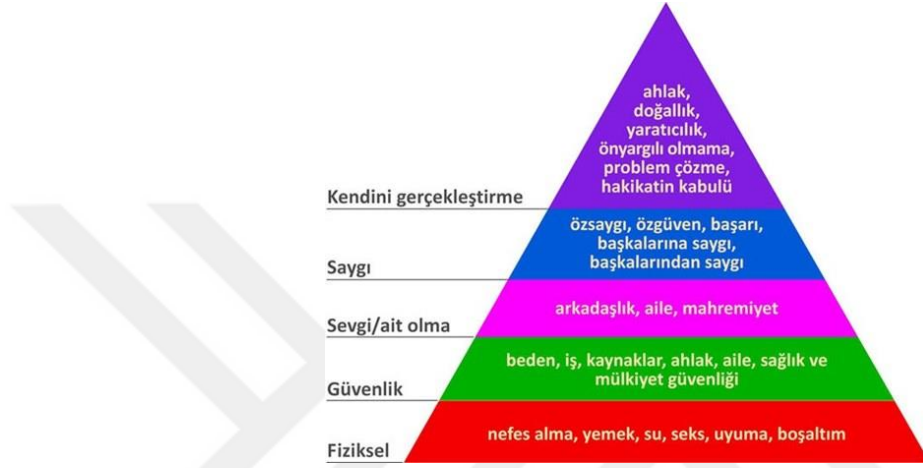 ahlak,
doğallık,
yaratıcılık,
önyargılı olmama,
problem çözme,
hakikatin kabulü
Kendini gerçekleştirme
özsaygı, özgüven, başarı,
başkalarına saygı,
başkalarından saygı
Saygı
arkadaşlık, aile, mahremiyet
Sevgi/ait olma
beden, iş, kaynaklar, ahlak, aile, sağlık ve
mülkiyet güvenliği
Güvenlik
nefes alma, yemek, su, seks, uyuma, boşaltım
Fiziksel